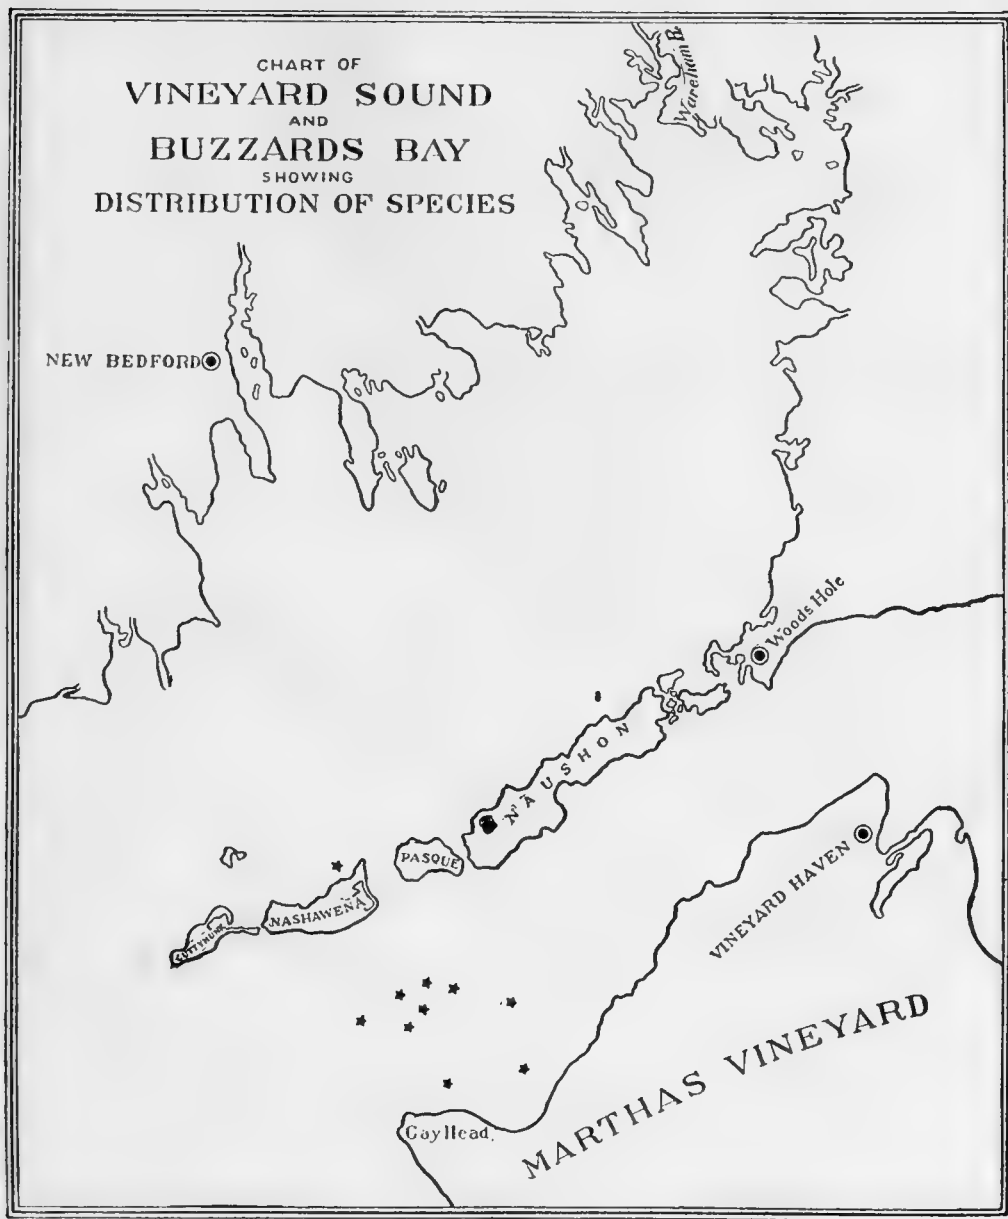 CHART OF
VINEYARD SOUND
AND
BUZZARDS BAY
SHOWING
DISTRIBUTION OF SPECIES
Wareham R.
NEW BEDFORD
Woods Hole
NAUSHON
PASQUE
NASHAWENA
CUTTYHUNK
VINEYARD HAVEN
MARTHAS VINEYARD
Gay Head.